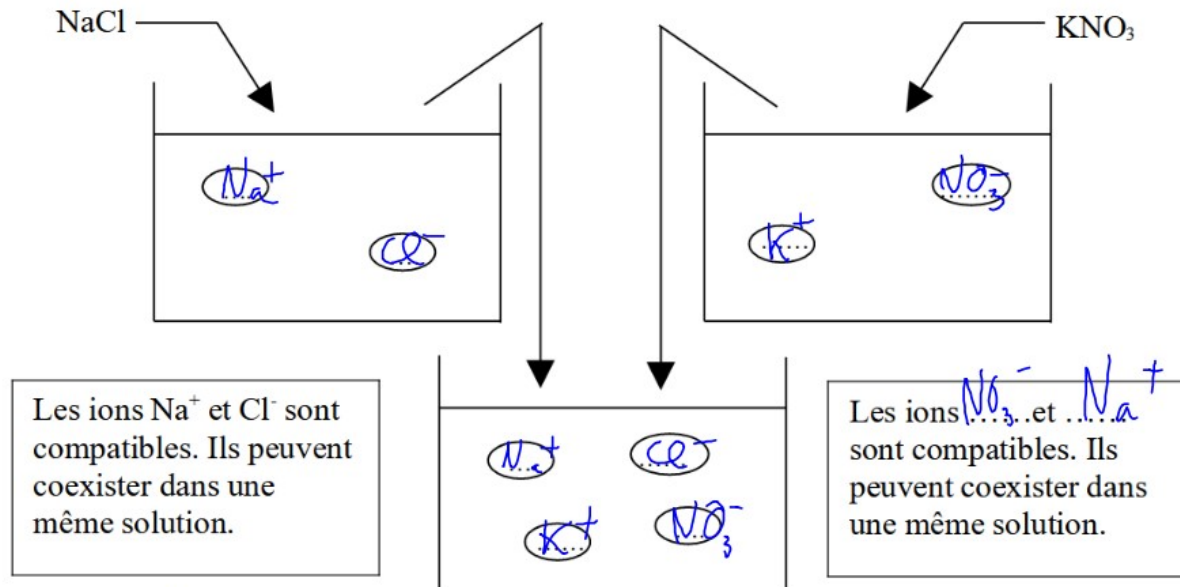 NaCl
KNO₃
Na⁺
Cl⁻
NO₃⁻
K⁺
Les ions Na⁺ et Cl⁻ sont
compatibles. Ils peuvent
coexister dans une
même solution.
Na⁺ Cl⁻
K⁺ NO₃⁻
Les ions NO₃⁻ et Na⁺
sont compatibles. Ils
peuvent coexister dans
une même solution.